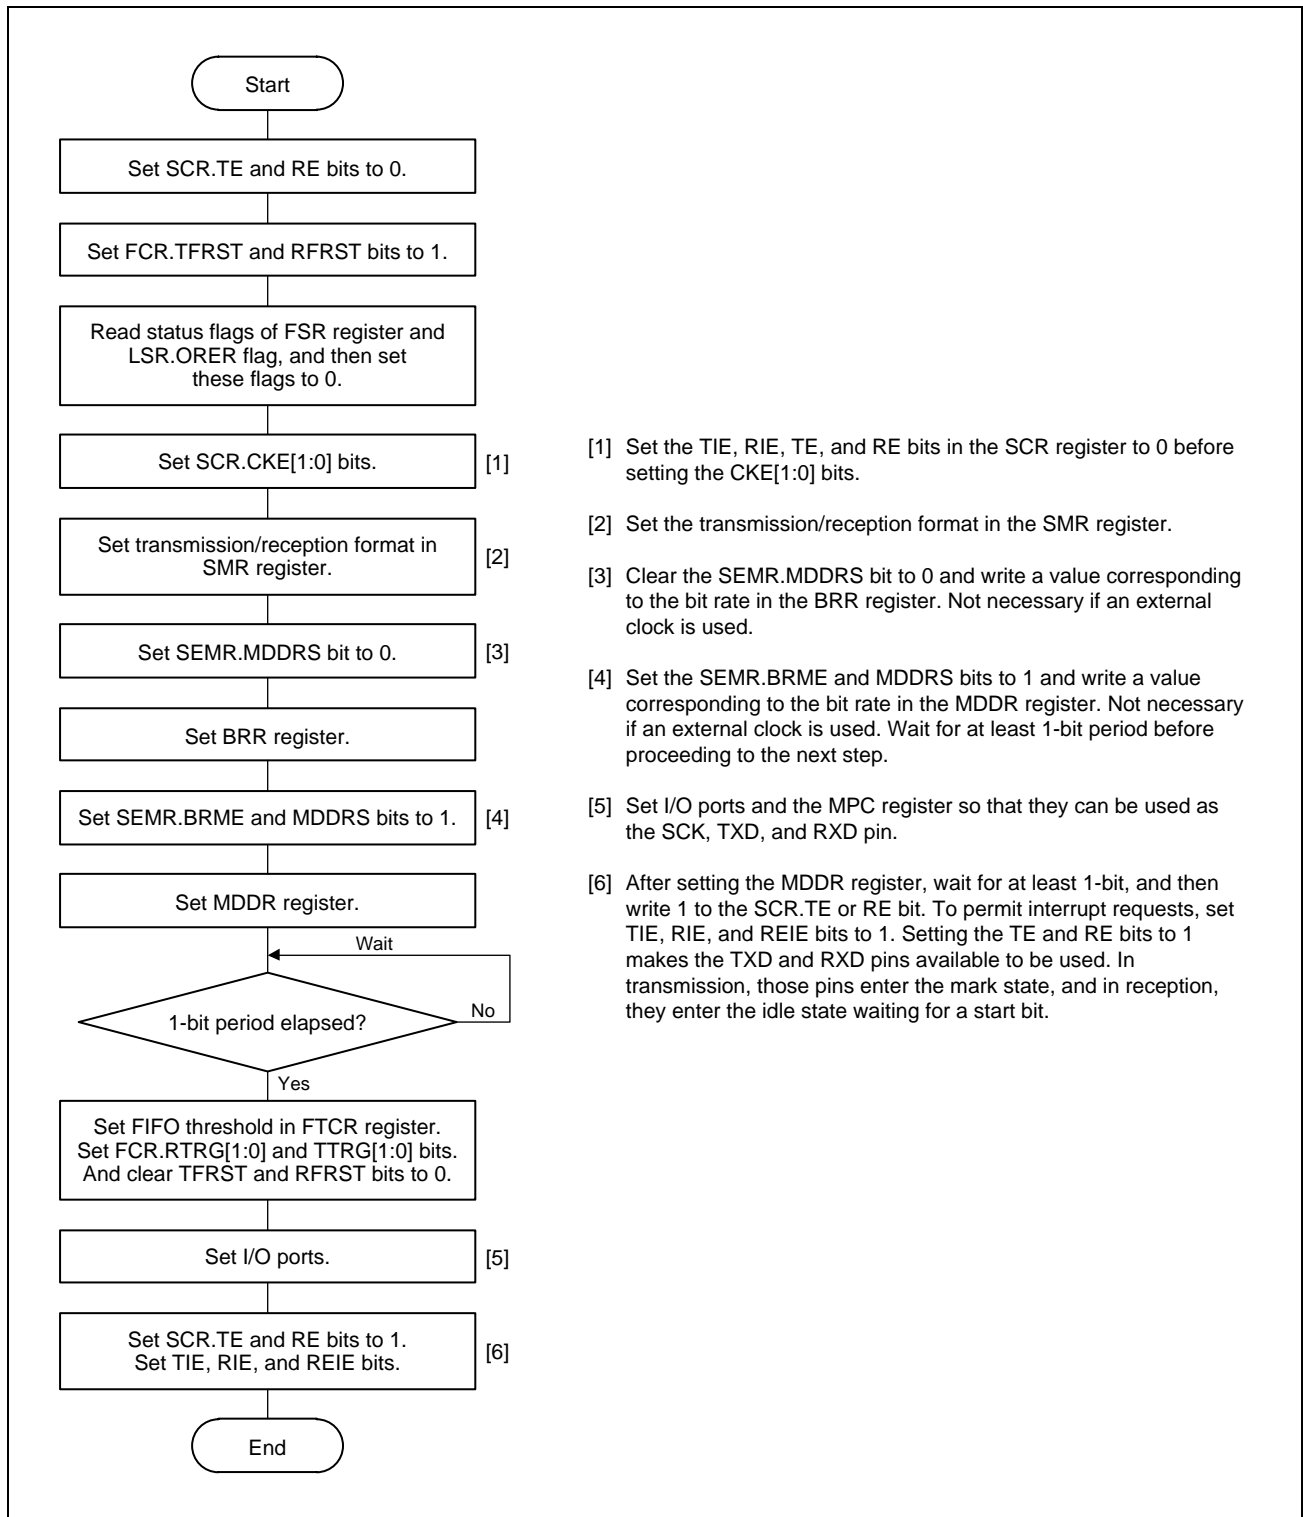 Start
Set SCR.TE and RE bits to 0.
Set FCR.TFRST and RFRST bits to 1.
Read status flags of FSR register and
LSR.ORER flag, and then set
these flags to 0.
Set SCR.CKE[1:0] bits.
[1]
Set transmission/reception format in
SMR register.
[2]
Set SEMR.MDDRS bit to 0.
[3]
Set BRR register.
Set SEMR.BRME and MDDRS bits to 1.
[4]
Set MDDR register.
Wait
1-bit period elapsed?
No
Yes
Set FIFO threshold in FTCR register.
Set FCR.RTRG[1:0] and TTRG[1:0] bits.
And clear TFRST and RFRST bits to 0.
Set I/O ports.
[5]
Set SCR.TE and RE bits to 1.
Set TIE, RIE, and REIE bits.
[6]
End
[1] Set the TIE, RIE, TE, and RE bits in the SCR register to 0 before
setting the CKE[1:0] bits.
[2] Set the transmission/reception format in the SMR register.
[3] Clear the SEMR.MDDRS bit to 0 and write a value corresponding
to the bit rate in the BRR register. Not necessary if an external
clock is used.
[4] Set the SEMR.BRME and MDDRS bits to 1 and write a value
corresponding to the bit rate in the MDDR register. Not necessary
if an external clock is used. Wait for at least 1-bit period before
proceeding to the next step.
[5] Set I/O ports and the MPC register so that they can be used as
the SCK, TXD, and RXD pin.
[6] After setting the MDDR register, wait for at least 1-bit, and then
write 1 to the SCR.TE or RE bit. To permit interrupt requests, set
TIE, RIE, and REIE bits to 1. Setting the TE and RE bits to 1
makes the TXD and RXD pins available to be used. In
transmission, those pins enter the mark state, and in reception,
they enter the idle state waiting for a start bit.